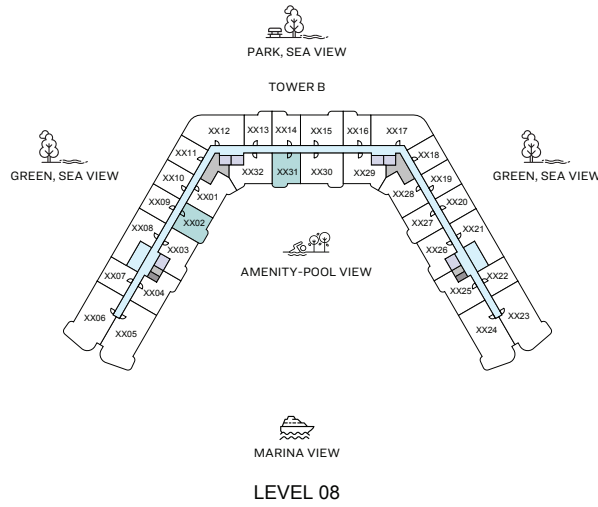 PARK, SEA VIEW
TOWER B
XX12
XX13
XX14
XX15
XX16
XX17
XX11
XX18
GREEN, SEA VIEW
GREEN, SEA VIEW
XX10
XX32
XX31
XX30
XX29
XX19
XX01
XX28
XX09
XX20
XX02
XX27
XX08
XX21
XX03
XX26
AMENITY-POOL VIEW
XX07
XX22
XX04
XX25
XX06
XX23
XX05
XX24
MARINA VIEW
LEVEL 08